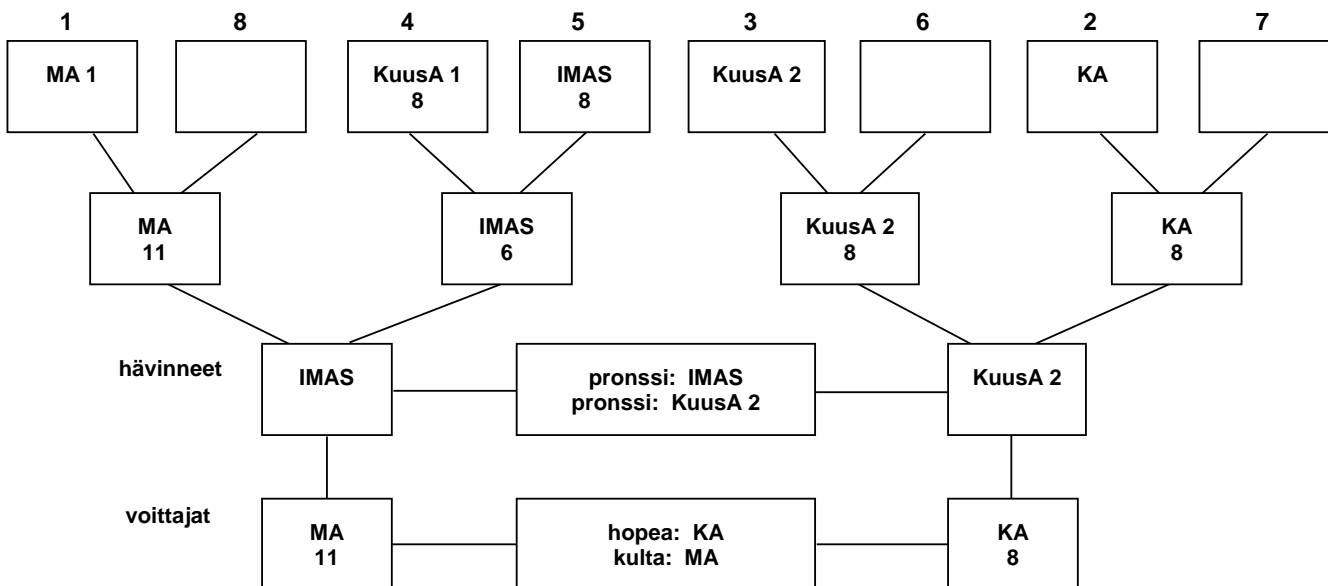 1 8 4 5 3 6 2 7
MA 1 KuusA 1 IMAS KuusA 2 KA
8 8
MA IMAS KuusA 2 KA
11 6 8 8
hävinneet IMAS pronssi: IMAS KuusA 2
pronssi: KuusA 2
voittajat MA hopea: KA KA
11 kulta: MA 8